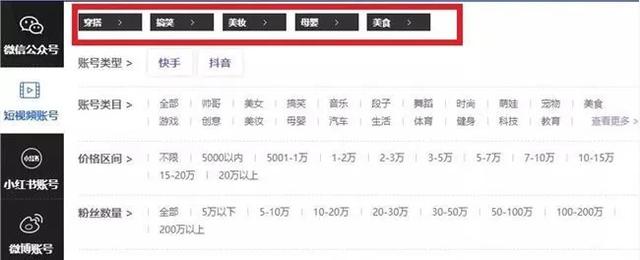 穿搭 > 搞笑 > 美妆 > 母婴 > 美食 >
微信公众号
账号类型 > 快手 抖音
短视频账号
账号类目 > 全部 帅哥 美女 搞笑 音乐 段子 舞蹈 时尚 萌娃 宠物 美食
游戏 创意 美妆 母婴 汽车 生活 体育 健身 科技 教育 查看更多 >
小红书
小红书账号
价格区间 > 不限 5000以内 5001-1万 1-2万 2-3万 3-5万 5-7万 7-10万 10-15万
15-20万 20万以上
粉丝数量 > 全部 5万以下 5-10万 10-20万 20-30万 30-50万 50-100万 100-200万
200万以上
微博账号